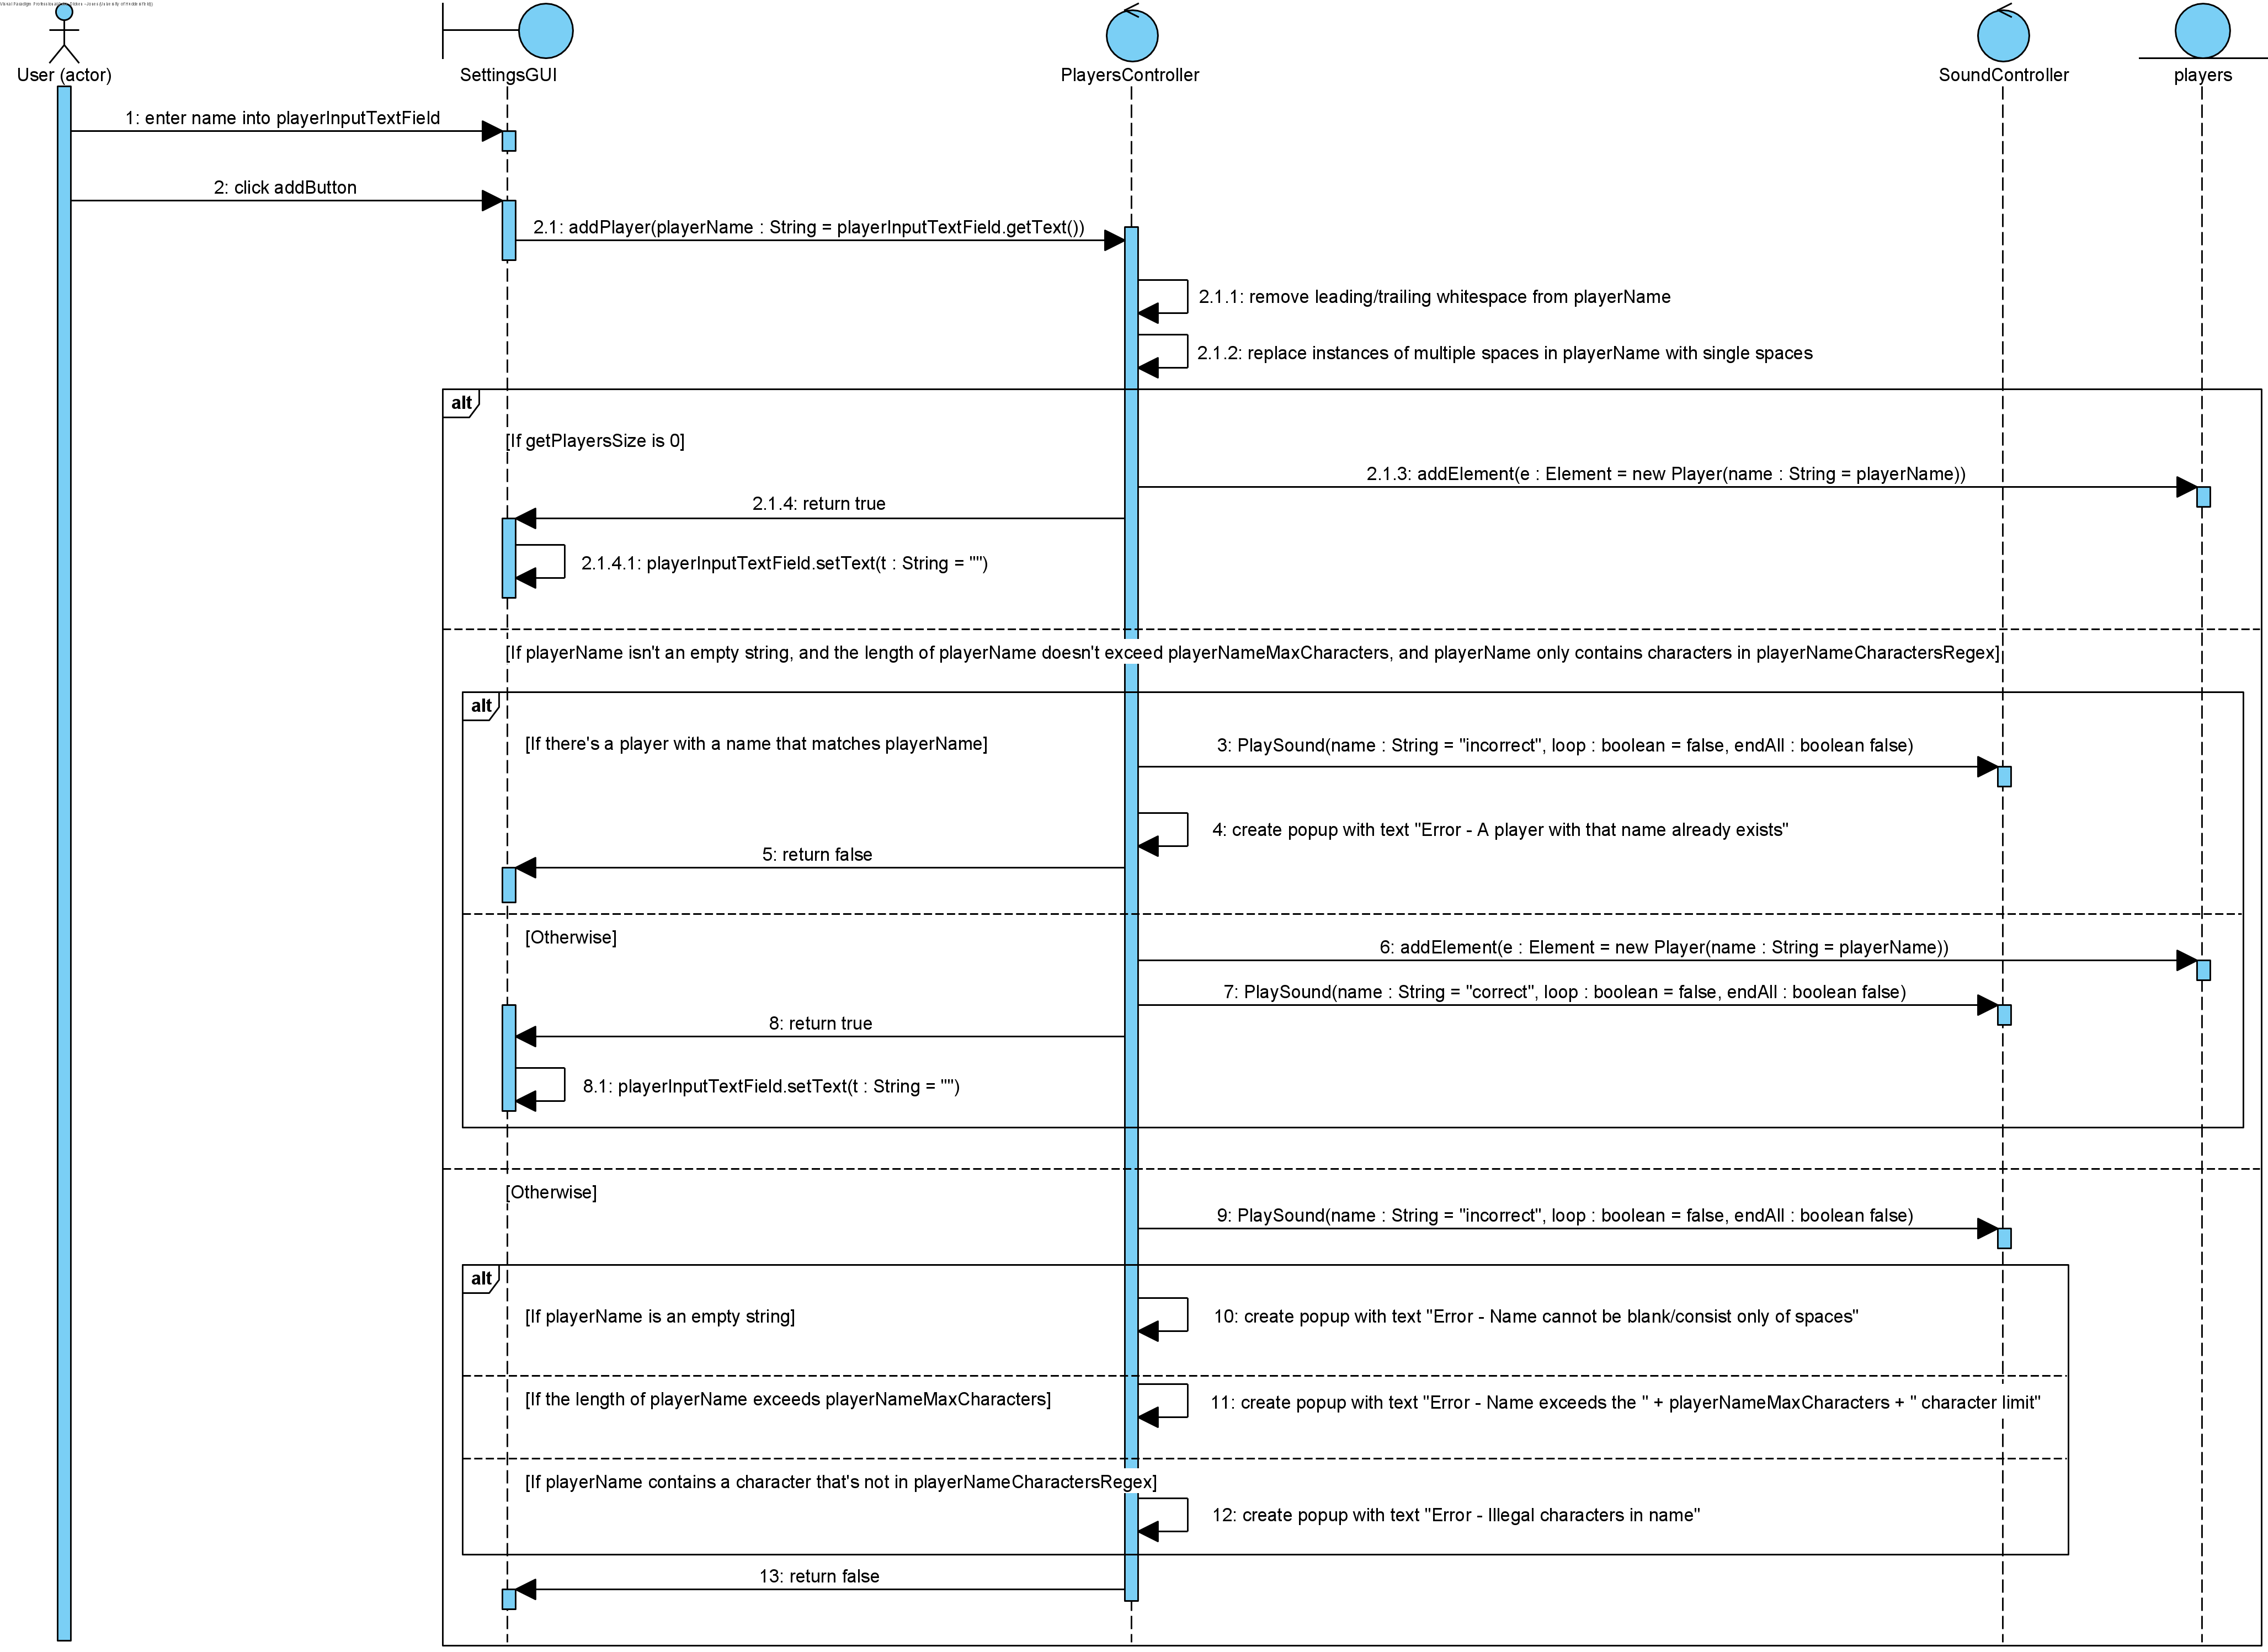 User (actor)
SettingsGUI
PlayersController
SoundController
players
1: enter name into playerInputTextField
2: click addButton
2.1: addPlayer(playerName : String = playerInputTextField.getText())
2.1.1: remove leading/trailing whitespace from playerName
2.1.2: replace instances of multiple spaces in playerName with single spaces
alt
[If getPlayersSize is 0]
2.1.3: addElement(e : Element = new Player(name : String = playerName))
2.1.4: return true
2.1.4.1: playerInputTextField.setText(t : String = "")
[If playerName isn't an empty string, and the length of playerName doesn't exceed playerNameMaxCharacters, and playerName only contains characters in playerNameCharactersRegex]
alt
[If there's a player with a name that matches playerName]
3: PlaySound(name : String = "incorrect", loop : boolean = false, endAll : boolean false)
4: create popup with text "Error - A player with that name already exists"
5: return false
[Otherwise]
6: addElement(e : Element = new Player(name : String = playerName))
7: PlaySound(name : String = "correct", loop : boolean = false, endAll : boolean false)
8: return true
8.1: playerInputTextField.setText(t : String = "")
[Otherwise]
9: PlaySound(name : String = "incorrect", loop : boolean = false, endAll : boolean false)
alt
[If playerName is an empty string]
10: create popup with text "Error - Name cannot be blank/consist only of spaces"
[If the length of playerName exceeds playerNameMaxCharacters]
11: create popup with text "Error - Name exceeds the " + playerNameMaxCharacters + " character limit"
[If playerName contains a character that's not in playerNameCharactersRegex]
12: create popup with text "Error - Illegal characters in name"
13: return false